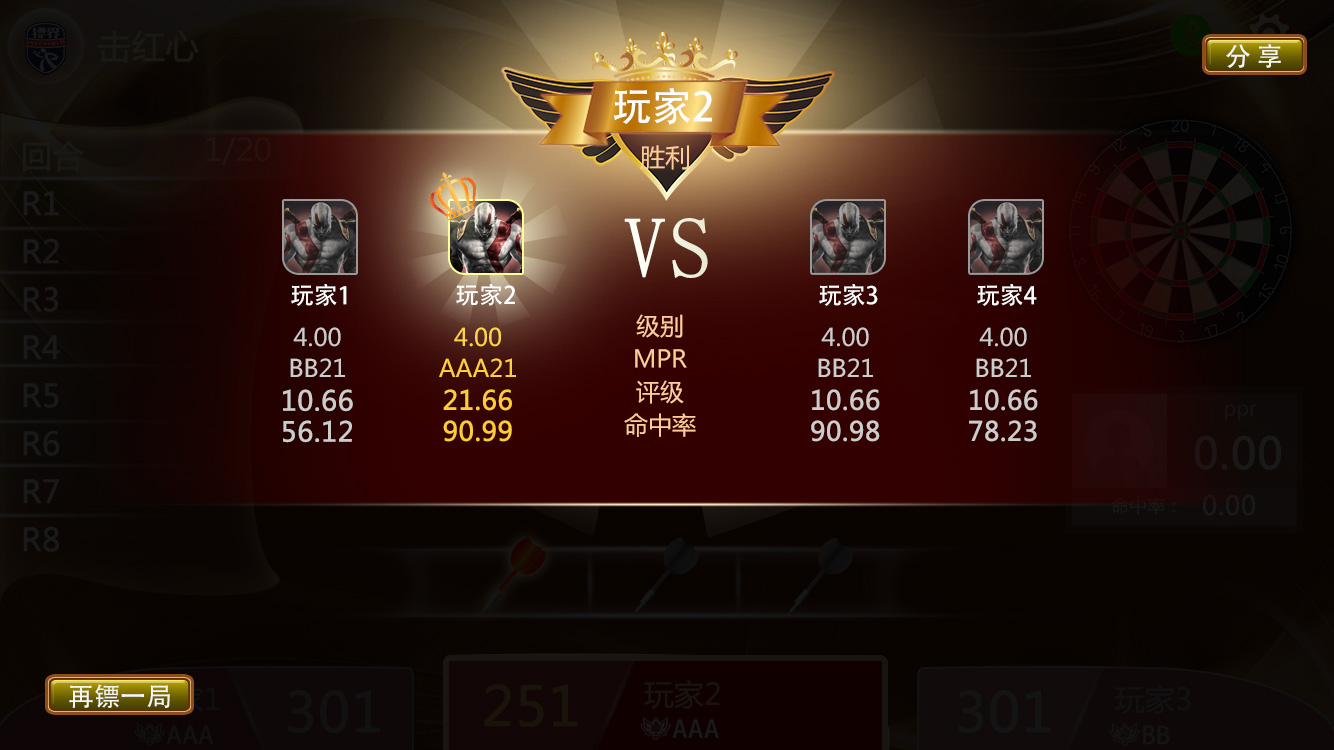 击红心
分享
玩家2
胜利
回合 1/20
R1
R2
R3
R4
R5
R6
R7
R8
VS
玩家1 玩家2 玩家3 玩家4
4.00 4.00 级别 4.00 4.00
BB21 AAA21 MPR BB21 BB21
10.66 21.66 评级 10.66 10.66
56.12 90.99 命中率 90.98 78.23
ppr
0.00
命中率： 0.00
再镖一局
301
AAA
251 玩家2
AAA
301 玩家3
BB